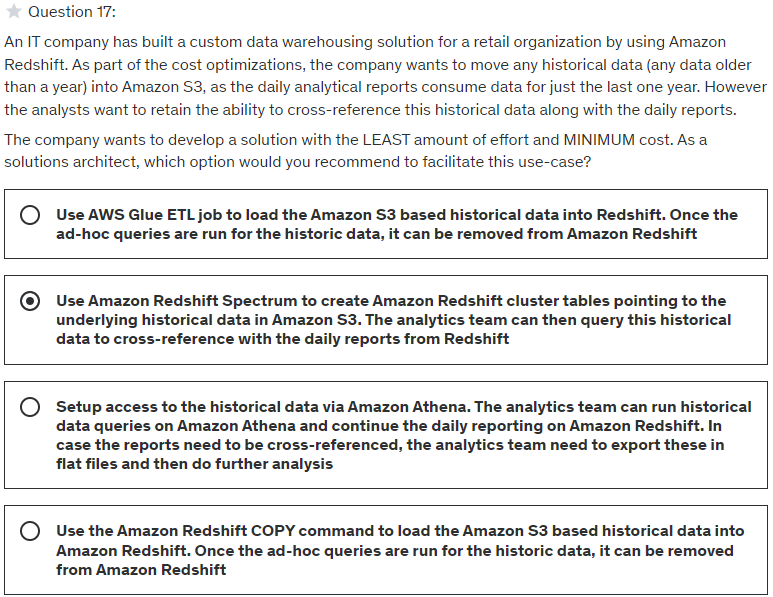 Question 17:
An IT company has built a custom data warehousing solution for a retail organization by using Amazon
Redshift. As part of the cost optimizations, the company wants to move any historical data (any data older
than a year) into Amazon S3, as the daily analytical reports consume data for just the last one year. However
the analysts want to retain the ability to cross-reference this historical data along with the daily reports.
The company wants to develop a solution with the LEAST amount of effort and MINIMUM cost. As a
solutions architect, which option would you recommend to facilitate this use-case?
Use AWS Glue ETL job to load the Amazon S3 based historical data into Redshift. Once the
ad-hoc queries are run for the historic data, it can be removed from Amazon Redshift
Use Amazon Redshift Spectrum to create Amazon Redshift cluster tables pointing to the
underlying historical data in Amazon S3. The analytics team can then query this historical
data to cross-reference with the daily reports from Redshift
Setup access to the historical data via Amazon Athena. The analytics team can run historical
data queries on Amazon Athena and continue the daily reporting on Amazon Redshift. In
case the reports need to be cross-referenced, the analytics team need to export these in
flat files and then do further analysis
Use the Amazon Redshift COPY command to load the Amazon S3 based historical data into
Amazon Redshift. Once the ad-hoc queries are run for the historic data, it can be removed
from Amazon Redshift